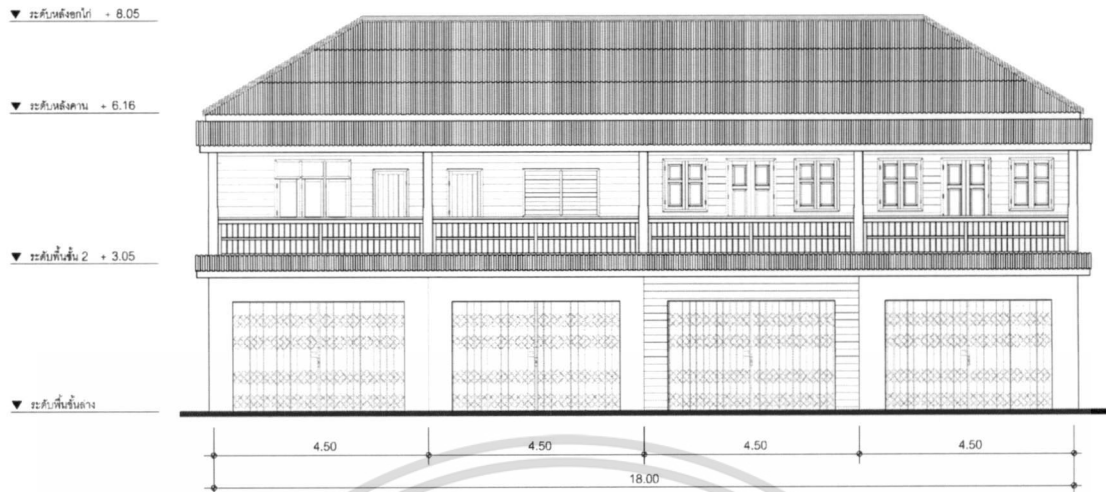 ระดับหลังอกไก่ + 8.05
ระดับหลังคาน + 6.16
ระดับพื้นชั้น 2 + 3.05
ระดับพื้นชั้นล่าง
4.50 4.50 4.50 4.50
18.00